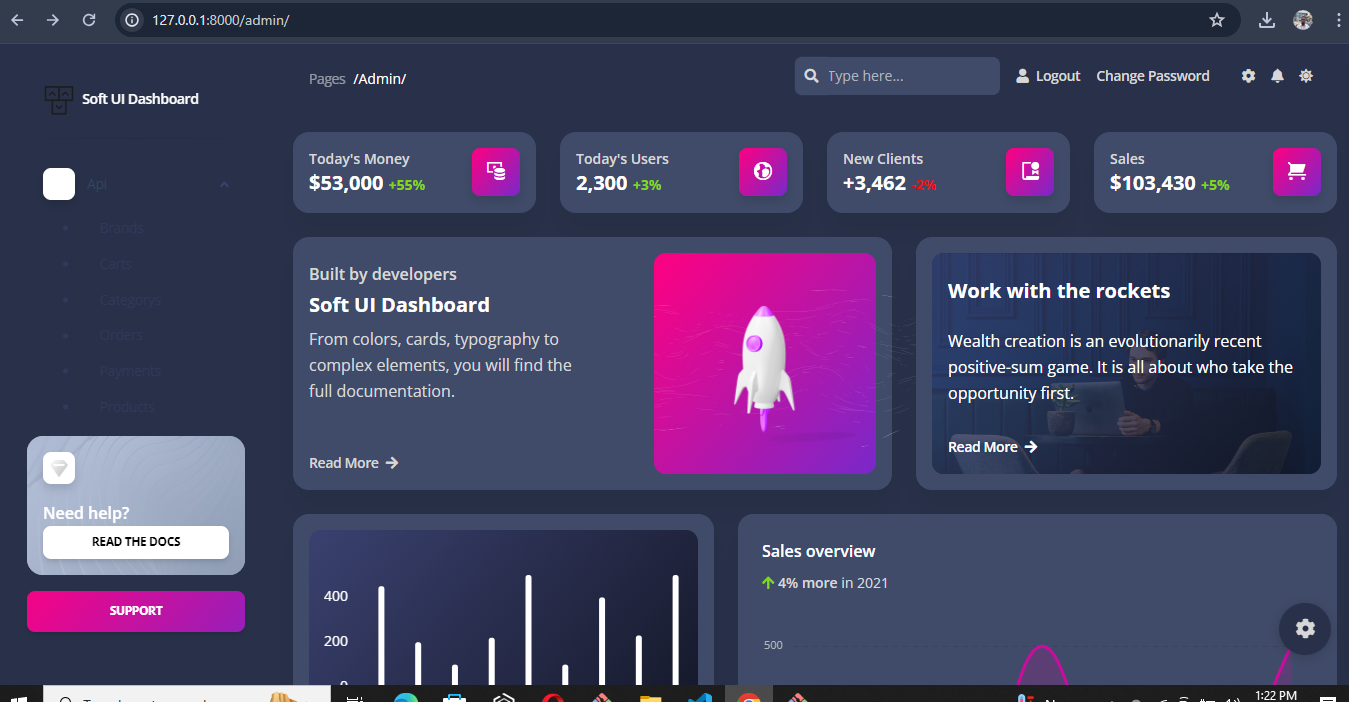 127.0.0.1:8000/admin/
Soft UI Dashboard
Pages /Admin/
Type here...
Logout
Change Password
Api
Brands
Carts
Categorys
Orders
Payments
Products
Need help?
READ THE DOCS
SUPPORT
Today's Money
$53,000 +55%
Today's Users
2,300 +3%
New Clients
+3,462 -2%
Sales
$103,430 +5%
Built by developers
Soft UI Dashboard
From colors, cards, typography to
complex elements, you will find the
full documentation.
Read More
Work with the rockets
Wealth creation is an evolutionarily recent
positive-sum game. It is all about who take the
opportunity first.
Read More
400
200
0
Sales overview
4% more in 2021
500
1:22 PM